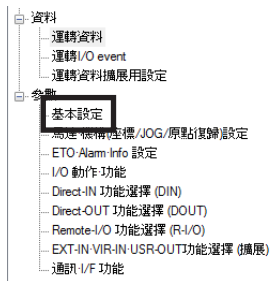 資料
運轉資料
運轉I/O event
運轉資料擴展用設定
參數
基本設定
馬達·機構(座標/JOG/原點復歸)設定
ETO·Alarm·Info 設定
I/O 動作·功能
Direct-IN 功能選擇 (DIN)
Direct-OUT 功能選擇 (DOUT)
Remote-I/O 功能選擇 (R-I/O)
EXT-IN·VIR-IN·USR-OUT功能選擇 (擴展)
通訊·I/F 功能